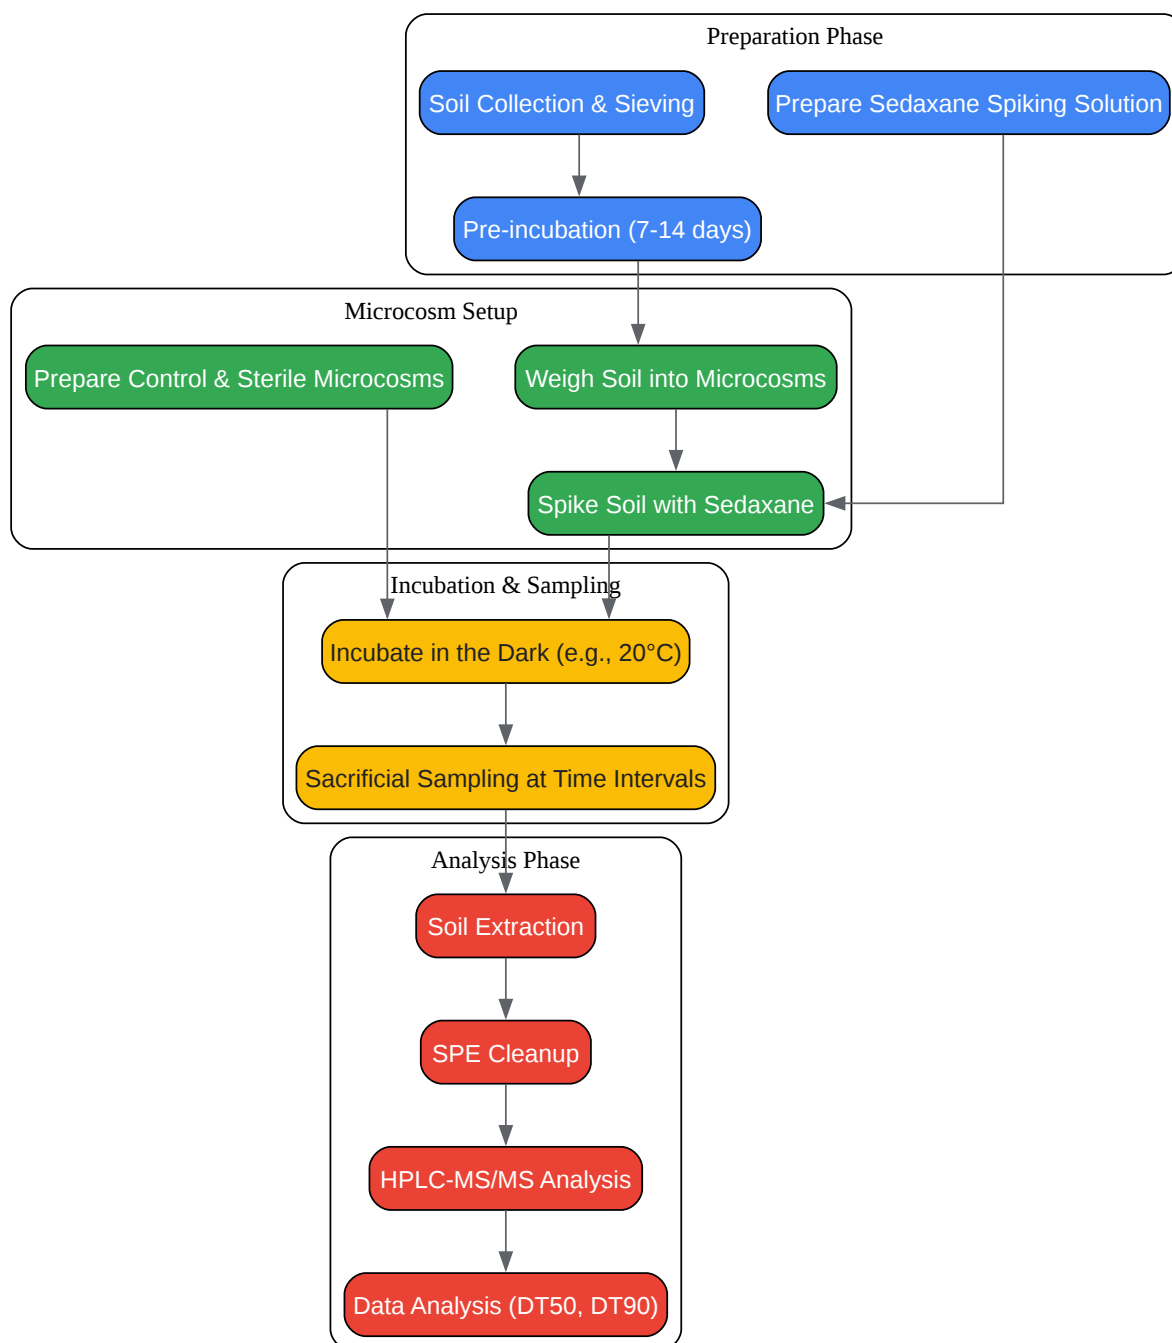 Preparation Phase
Soil Collection & Sieving
Prepare Sedaxane Spiking Solution
Pre-incubation (7-14 days)
Microcosm Setup
Prepare Control & Sterile Microcosms
Weigh Soil into Microcosms
Spike Soil with Sedaxane
Incubation & Sampling
Incubate in the Dark (e.g., 20°C)
Sacrificial Sampling at Time Intervals
Analysis Phase
Soil Extraction
SPE Cleanup
HPLC-MS/MS Analysis
Data Analysis (DT50, DT90)